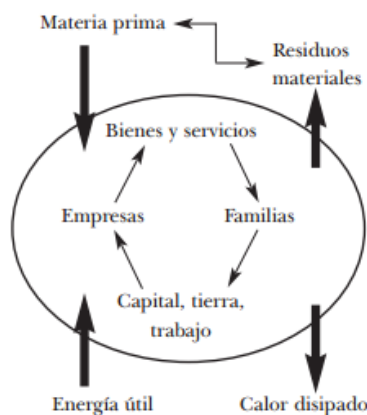 Materia prima
Residuos
materiales
Bienes y servicios
Empresas
Familias
Capital, tierra,
trabajo
Energía útil
Calor disipado